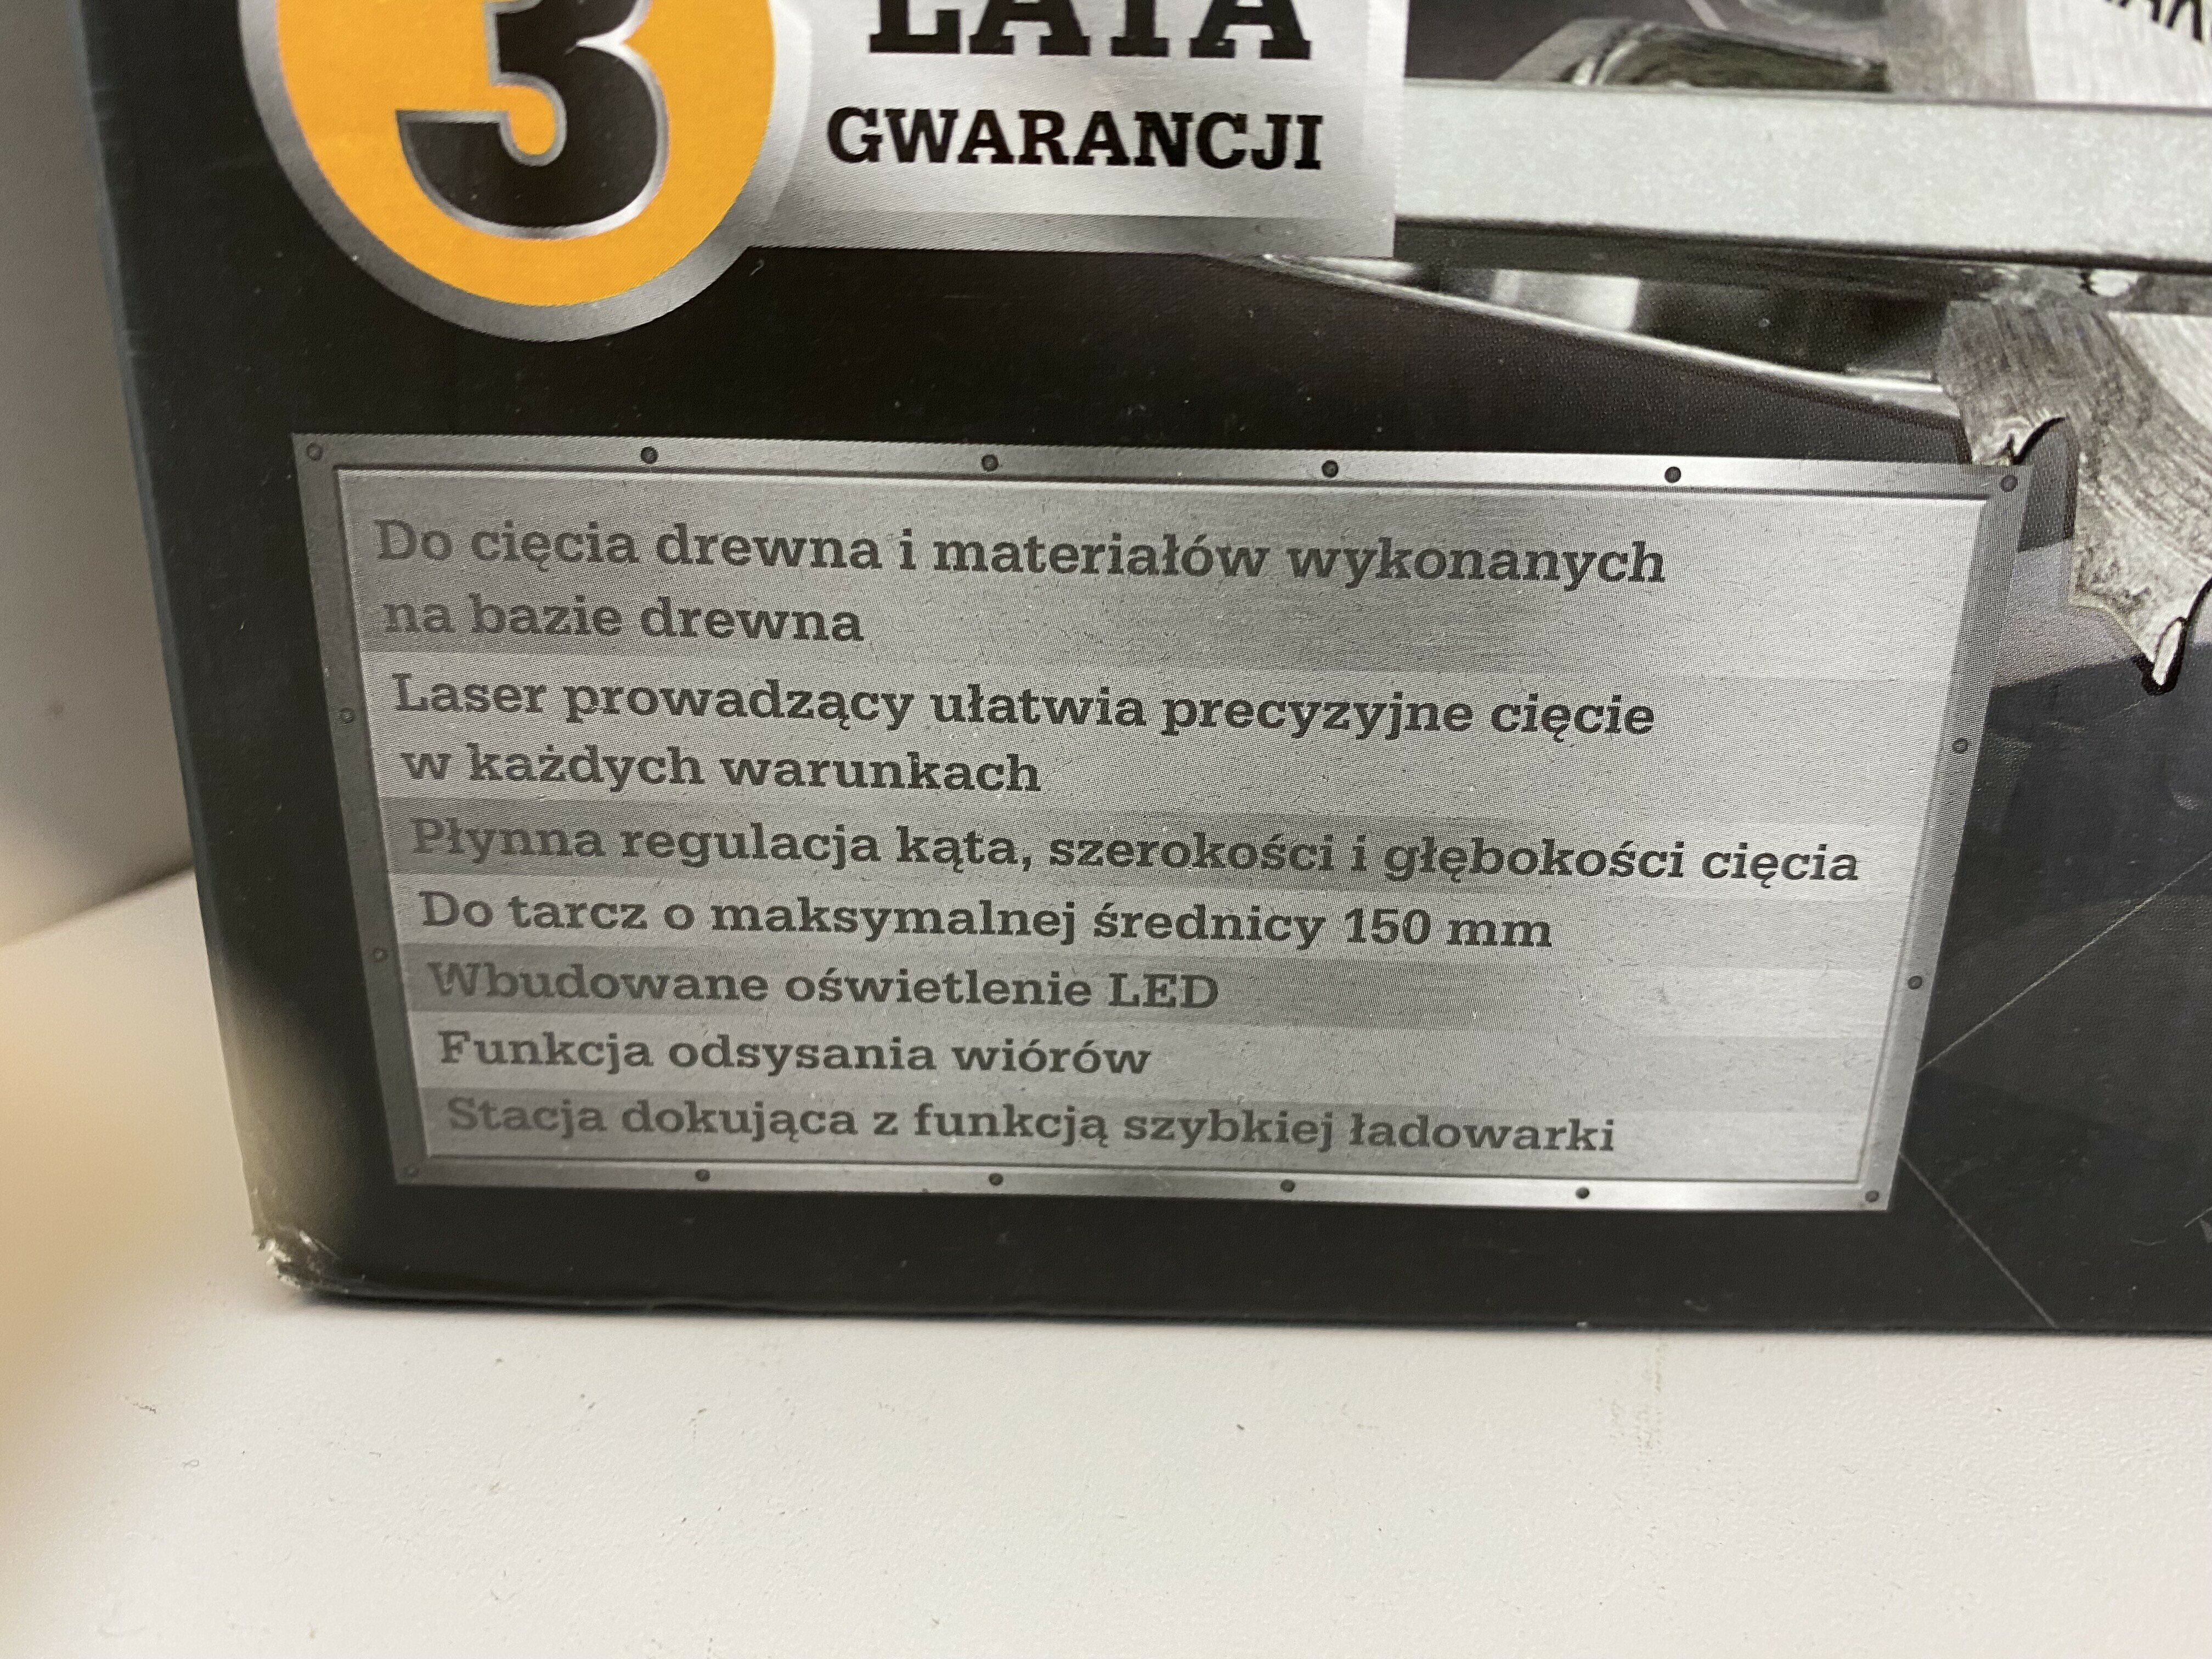 3 LATA
GWARANCJI
Do cięcia drewna i materiałów wykonanych
na bazie drewna
Laser prowadzący ułatwia precyzyjne cięcie
w każdych warunkach
Płynna regulacja kąta, szerokości i głębokości cięcia
Do tarcz o maksymalnej średnicy 150 mm
Wbudowane oświetlenie LED
Funkcja odsysania wiórów
Stacja dokująca z funkcją szybkiej ładowarki